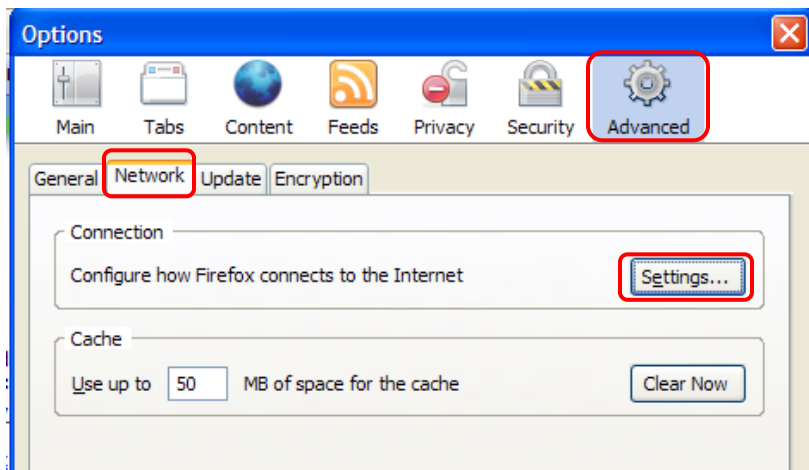 Options
Main Tabs Content Feeds Privacy Security Advanced
General Network Update Encryption
Connection
Configure how Firefox connects to the Internet Settings...
Cache
Use up to 50 MB of space for the cache Clear Now